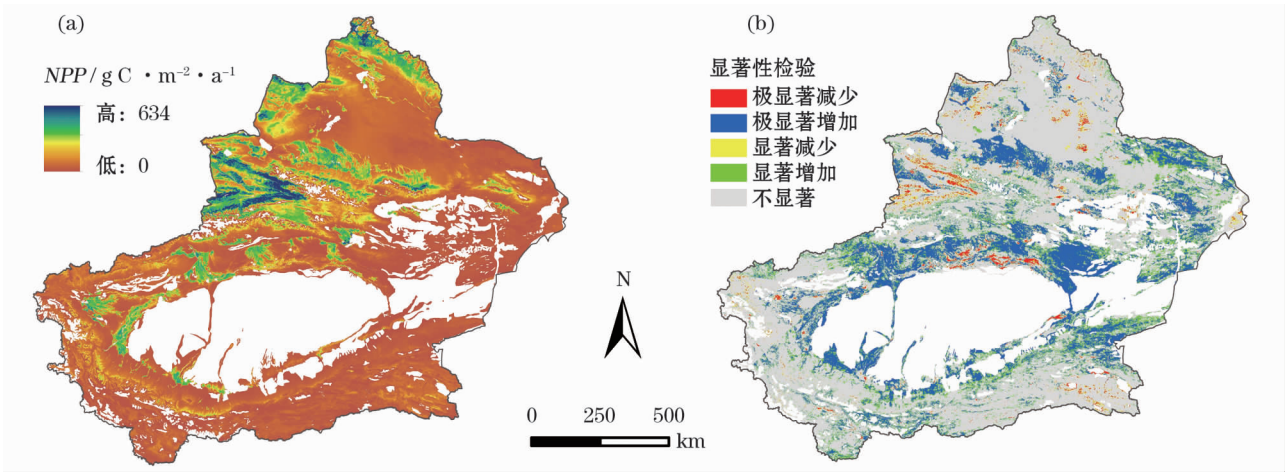 (a)
NPP / g C · m⁻² · a⁻¹
高: 634
低: 0
(b)
显著性检验
极显著减少
极显著增加
显著减少
显著增加
不显著
N
0 250 500
km